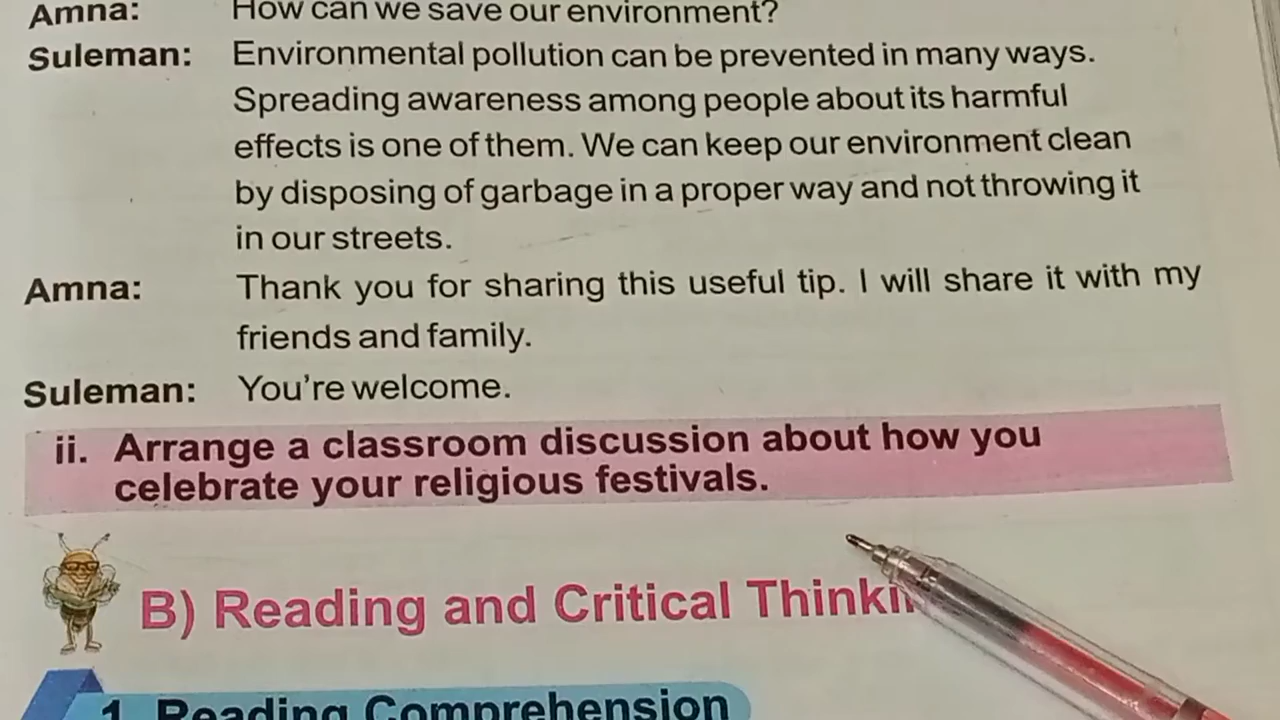 Amna: How can we save our environment?
Suleman: Environmental pollution can be prevented in many ways.
Spreading awareness among people about its harmful
effects is one of them. We can keep our environment clean
by disposing of garbage in a proper way and not throwing it
in our streets.
Amna: Thank you for sharing this useful tip. I will share it with my
friends and family.
Suleman: You're welcome.
ii. Arrange a classroom discussion about how you
celebrate your religious festivals.
B) Reading and Critical
1. Reading Comprehension